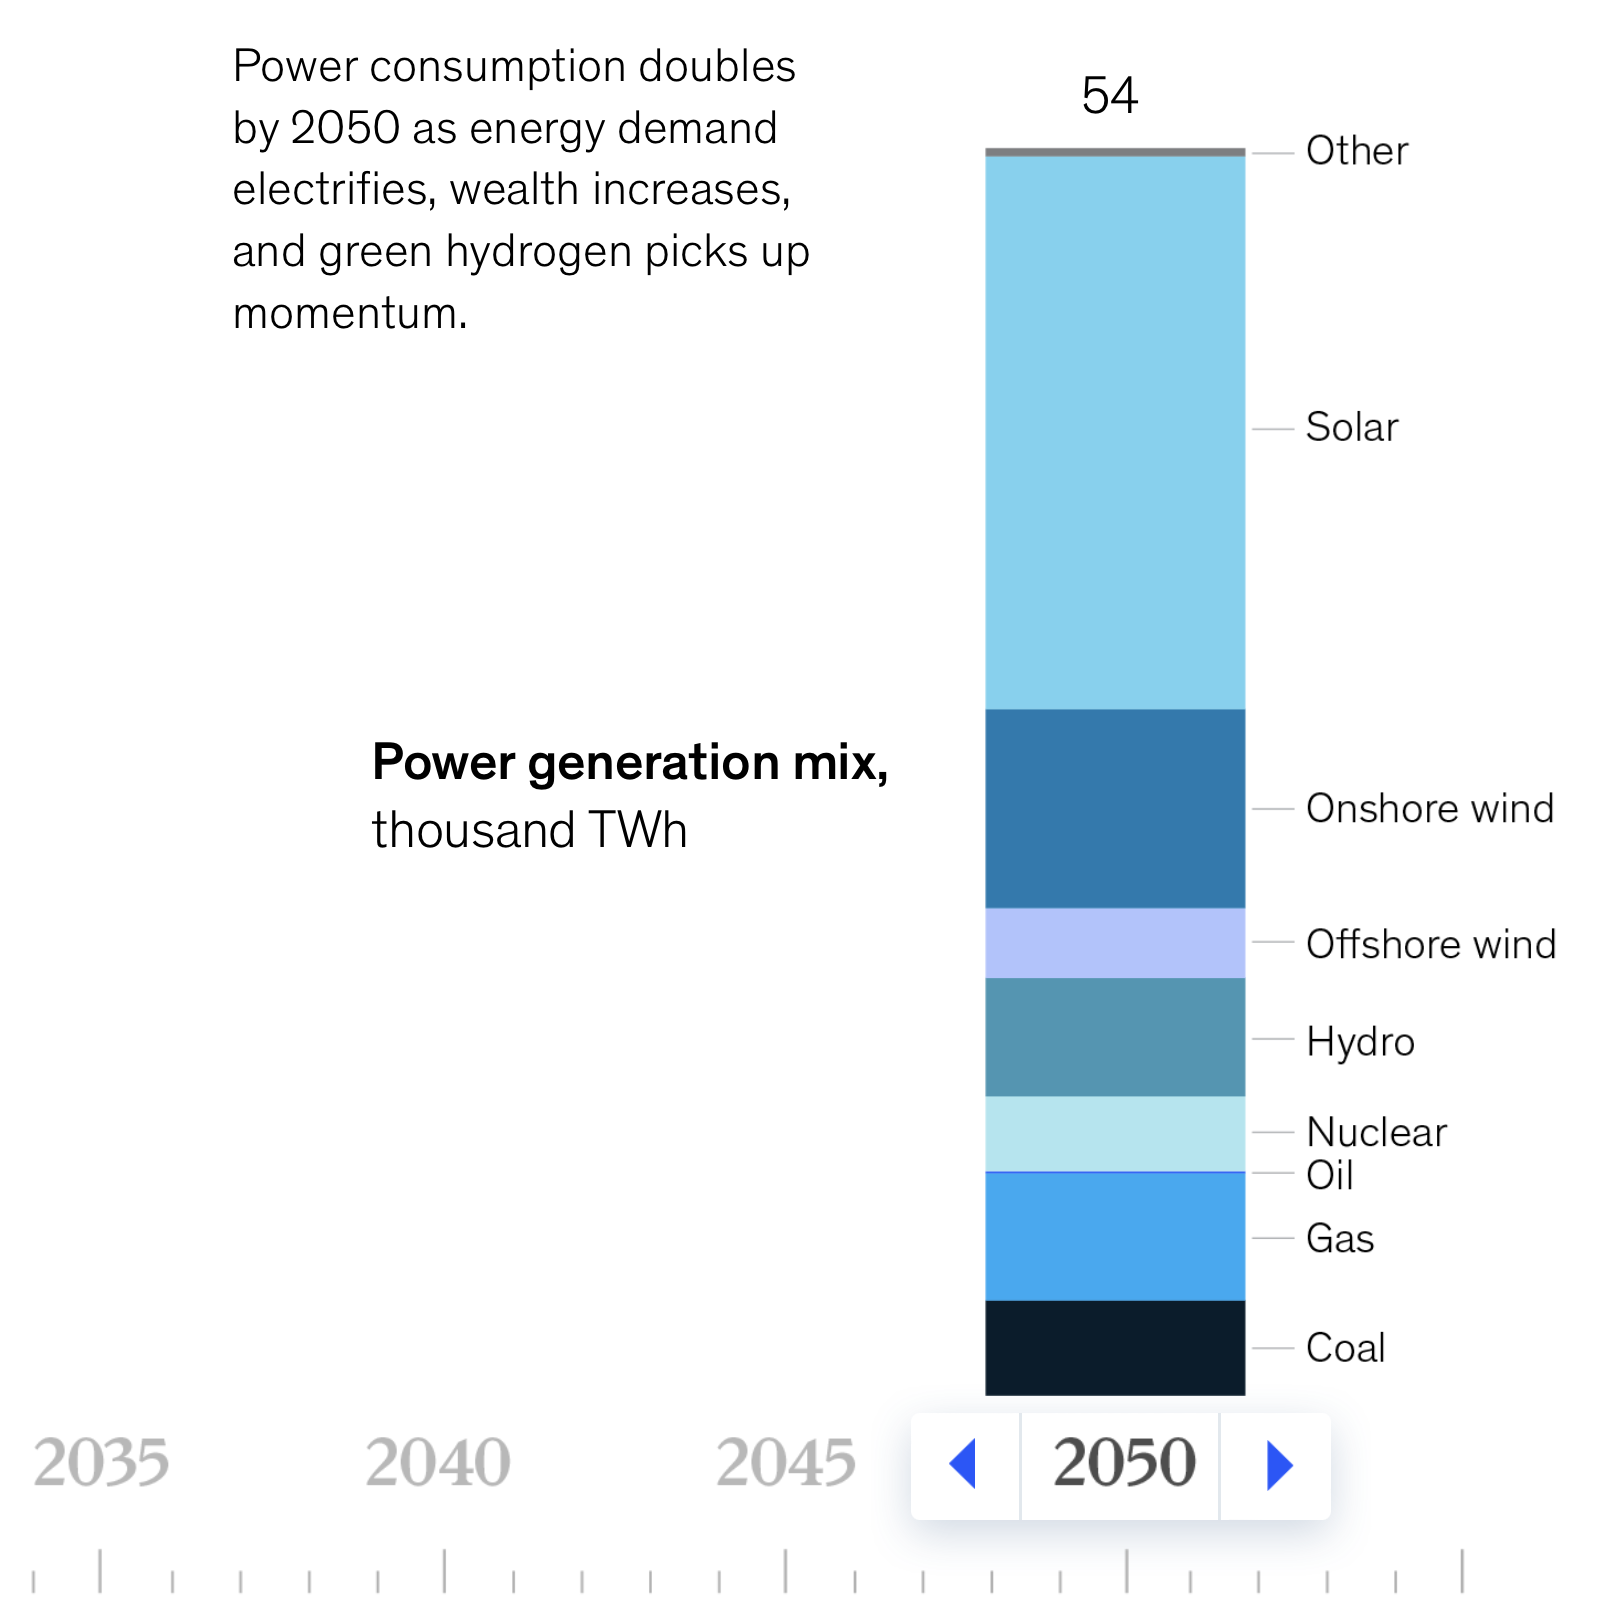 Power consumption doubles
by 2050 as energy demand
electrifies, wealth increases,
and green hydrogen picks up
momentum.
54
Other
Solar
Power generation mix,
thousand TWh
Onshore wind
Offshore wind
Hydro
Nuclear
Oil
Gas
Coal
2035 2040 2045 2050